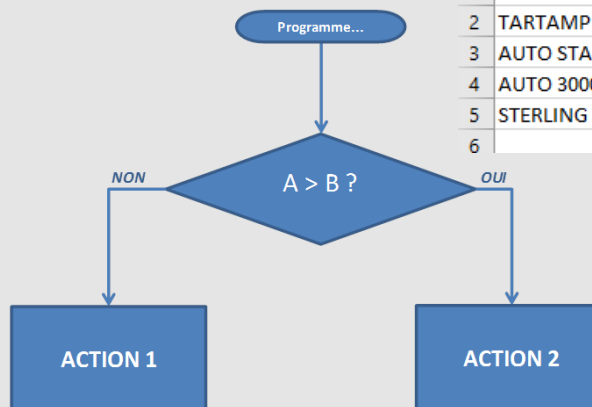 Programme...
2 TARTAMP
3 AUTO STA
4 AUTO 300
5 STERLING
6
NON
A > B ?
OUI
ACTION 1
ACTION 2